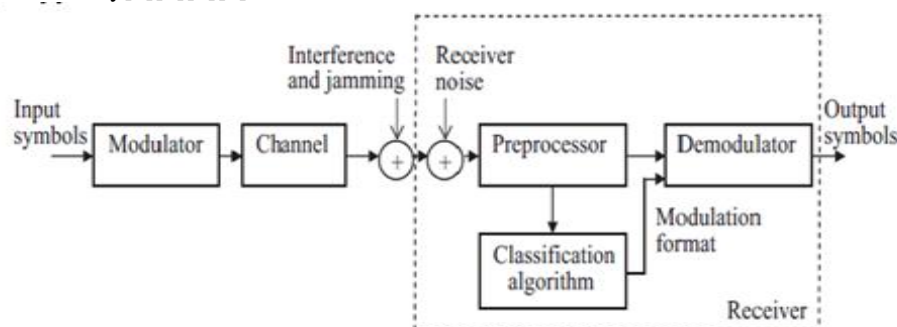 Interference
and jamming
Receiver
noise
Input
symbols
Modulator
Channel
+
+
Preprocessor
Demodulator
Output
symbols
Modulation
format
Classification
algorithm
Receiver